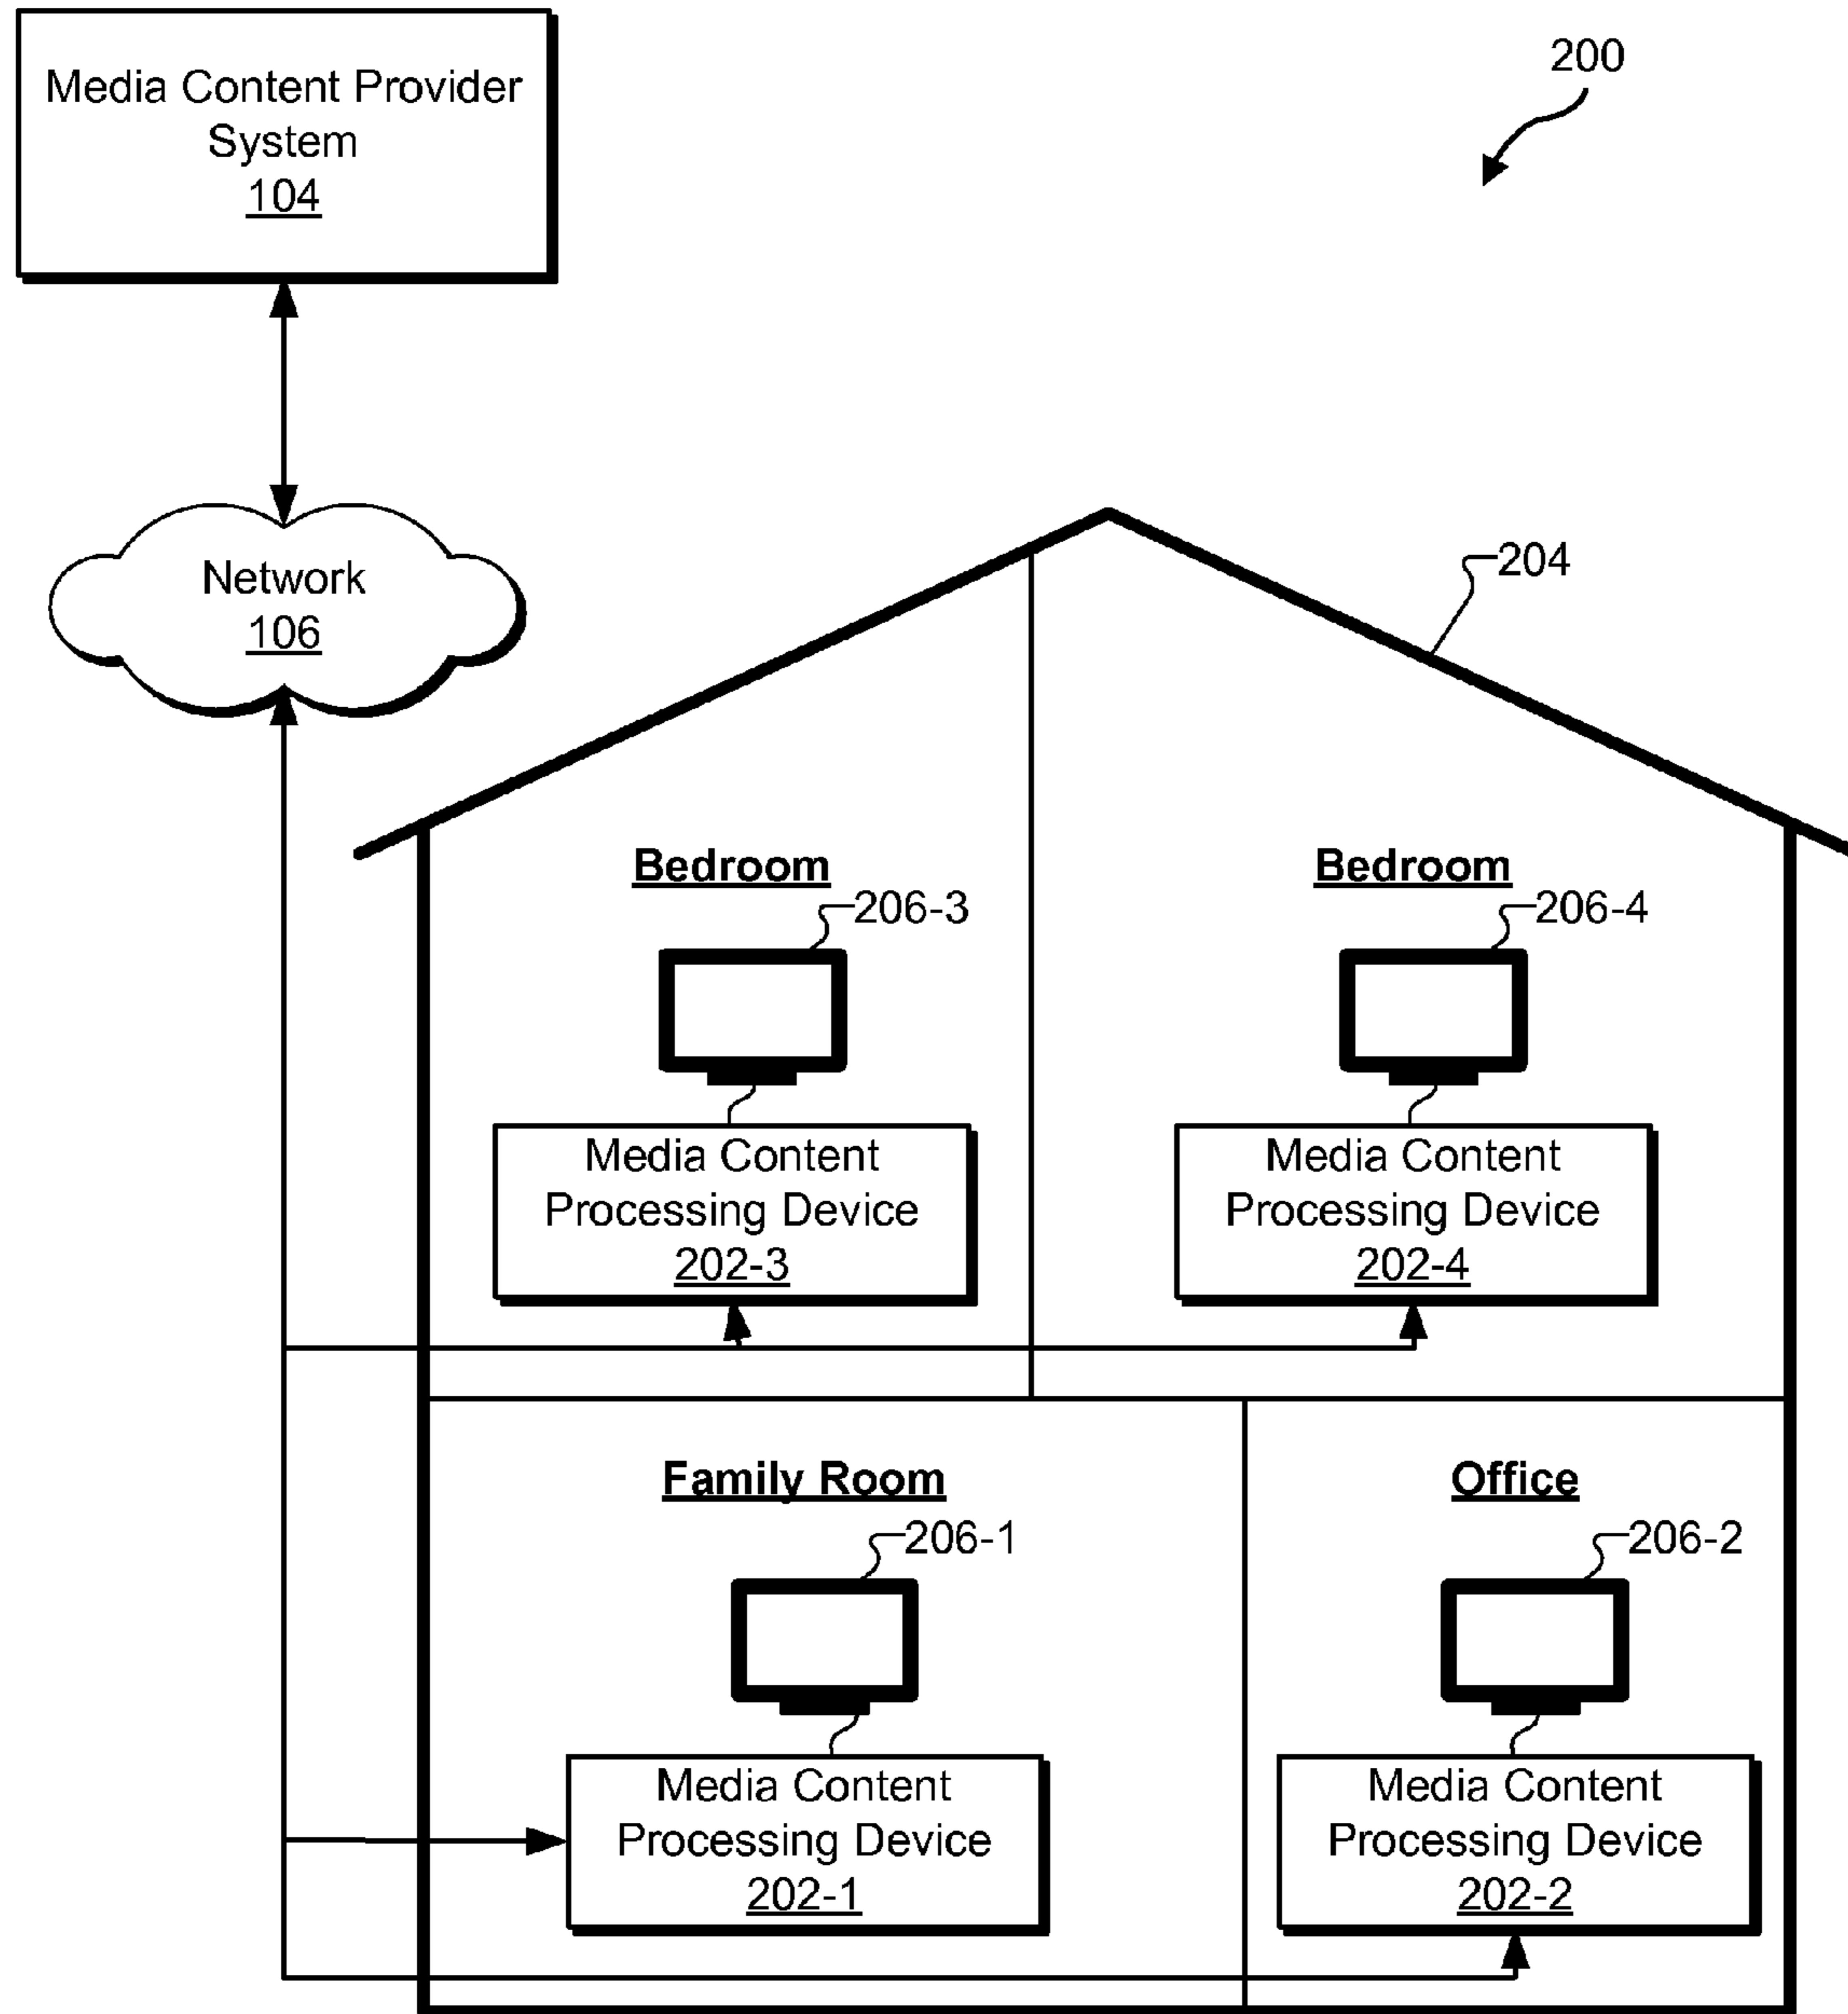 Media Content Provider
System
104
200
Network
106
204
Bedroom
206-3
Media Content
Processing Device
202-3
Bedroom
206-4
Media Content
Processing Device
202-4
Family Room
206-1
Media Content
Processing Device
202-1
Office
206-2
Media Content
Processing Device
202-2